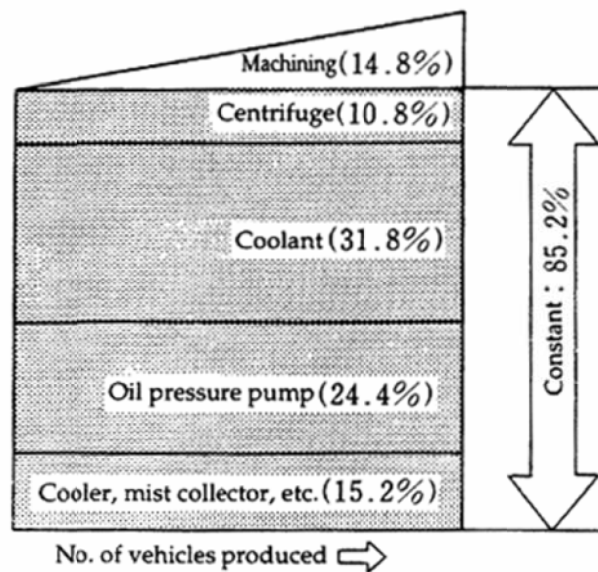 Machining(14.8%)
Centrifuge(10.8%)
Coolant(31.8%)
Oil pressure pump(24.4%)
Cooler, mist collector, etc.(15.2%)
Constant : 85.2%
No. of vehicles produced